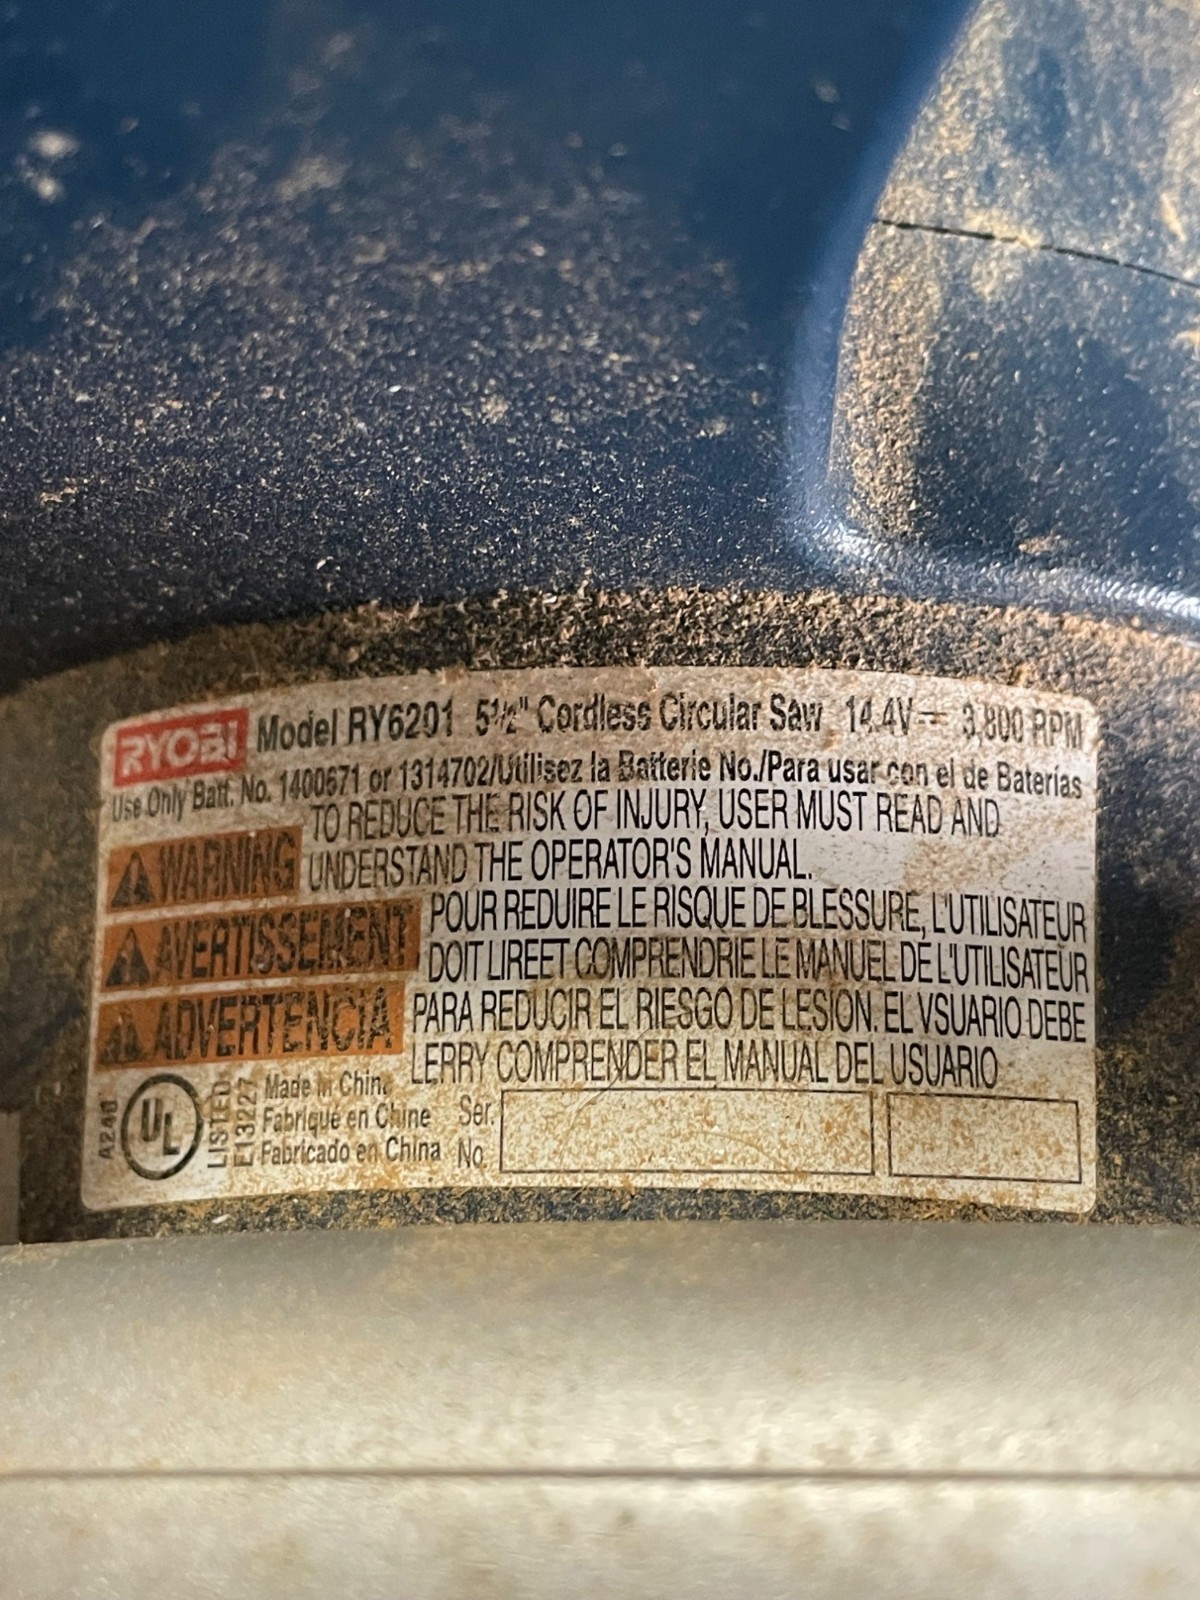 RYOBI Model RY6201 5½" Cordless Circular Saw 14.4V⎓ 3,800 RPM
Use Only Batt. No. 1400671 or 1314702/Utilisez la Batterie No./Para usar con el de Baterías
TO REDUCE THE RISK OF INJURY, USER MUST READ AND
WARNING UNDERSTAND THE OPERATOR'S MANUAL.
AVERTISSEMENT POUR REDUIRE LE RISQUE DE BLESSURE, L'UTILISATEUR
DOIT LIREET COMPRENDRIE LE MANUEL DE L'UTILISATEUR
ADVERTENCIA PARA REDUCIR EL RIESGO DE LESION. EL VSUARIO DEBE
LERRY COMPRENDER EL MANUAL DEL USUARIO
A240 UL LISTED E13227
Made in China
Fabriqué en Chine
Fabricado en China
Ser.
No